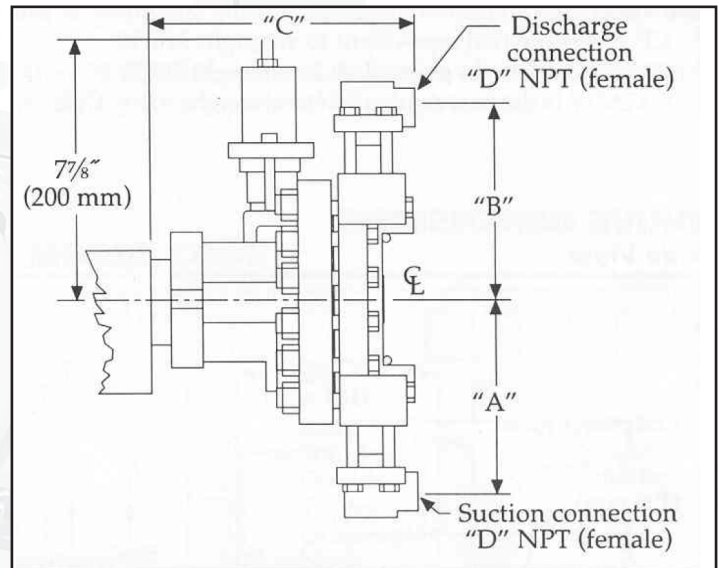 “C”
Discharge
connection
“D” NPT (female)
7⅞″
(200 mm)
“B”
℄
“A”
Suction connection
“D” NPT (female)